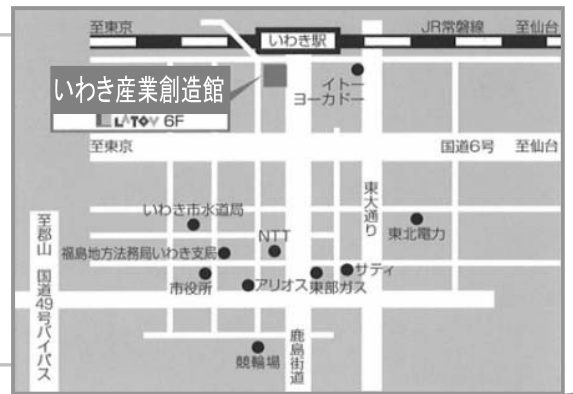 至東京
JR常磐線
至仙台
いわき駅
いわき産業創造館
LATOV 6F
イトー
ヨーカドー
至東京
国道6号
至仙台
東大通り
いわき市水道局
東北電力
NTT
福島地方法務局いわき支局
サティ
市役所
アリオス
東部ガス
至郡山 国道49号バイパス
鹿島街道
競輪場